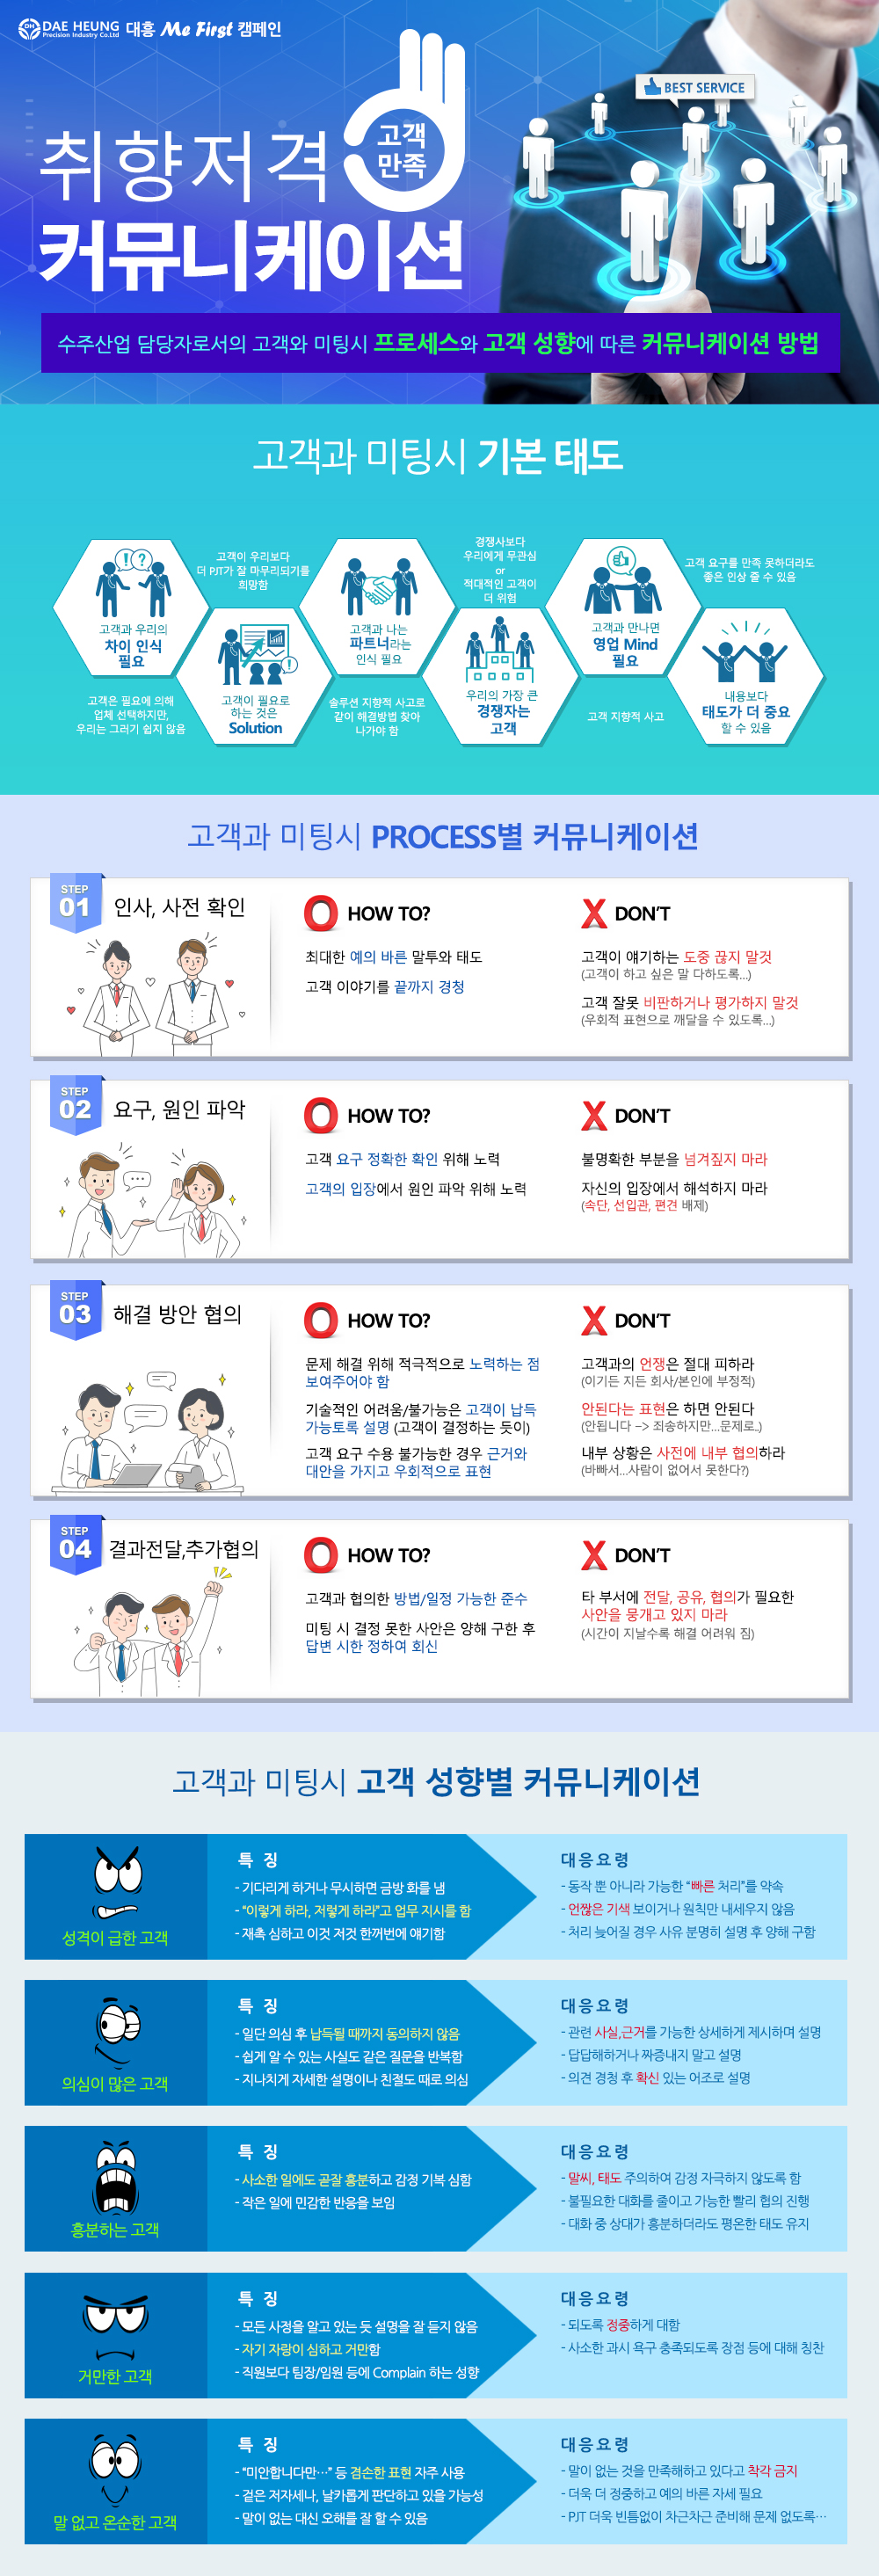 DH DAE HEUNG
Precision Industry Co.Ltd
대흥 Me First 캠페인
BEST SERVICE
고객
만족
취향저격
커뮤니케이션
수주산업 담당자로서의 고객와 미팅시 프로세스와 고객 성향에 따른 커뮤니케이션 방법
고객과 미팅시 기본 태도
!
?
고객과 우리의
차이 인식
필요
고객은 필요에 의해
업체 선택하지만,
우리는 그러기 쉽지 않음
고객이 우리보다
더 PJT가 잘 마무리되기를
희망함
!
고객이 필요로
하는 것은
Solution
고객과 나는
파트너라는
인식 필요
솔루션 지향적 사고로
같이 해결방법 찾아
나가야 함
경쟁사보다
우리에게 무관심
or
적대적인 고객이
더 위험
우리의 가장 큰
경쟁자는
고객
고객과 만나면
영업 Mind
필요
고객 지향적 사고
고객 요구를 만족 못하더라도
좋은 인상 줄 수 있음
내용보다
태도가 더 중요
할 수 있음
고객과 미팅시 PROCESS별 커뮤니케이션
STEP
01
인사, 사전 확인
O HOW TO?
최대한 예의 바른 말투와 태도
고객 이야기를 끝까지 경청
X DON'T
고객이 얘기하는 도중 끊지 말것
(고객이 하고 싶은 말 다하도록...)
고객 잘못 비판하거나 평가하지 말것
(우회적 표현으로 깨달을 수 있도록...)
STEP
02
요구, 원인 파악
O HOW TO?
고객 요구 정확한 확인 위해 노력
고객의 입장에서 원인 파악 위해 노력
X DON'T
불명확한 부분을 넘겨짚지 마라
자신의 입장에서 해석하지 마라
(속단, 선입관, 편견 배제)
STEP
03
해결 방안 협의
O HOW TO?
문제 해결 위해 적극적으로 노력하는 점
보여주어야 함
기술적인 어려움/불가능은 고객이 납득
가능토록 설명 (고객이 결정하는 듯이)
고객 요구 수용 불가능한 경우 근거와
대안을 가지고 우회적으로 표현
X DON'T
고객과의 언쟁은 절대 피하라
(이기든 지든 회사/본인에 부정적)
안된다는 표현은 하면 안된다
(안됩니다 -> 죄송하지만...문제로..)
내부 상황은 사전에 내부 협의하라
(바빠서...사람이 없어서 못한다?)
STEP
04
결과전달,추가협의
O HOW TO?
고객과 협의한 방법/일정 가능한 준수
미팅 시 결정 못한 사안은 양해 구한 후
답변 시한 정하여 회신
X DON'T
타 부서에 전달, 공유, 협의가 필요한
사안을 뭉개고 있지 마라
(시간이 지날수록 해결 어려워 짐)
고객과 미팅시 고객 성향별 커뮤니케이션
성격이 급한 고객
특 징
- 기다리게 하거나 무시하면 금방 화를 냄
- “이렇게 하라, 저렇게 하라”고 업무 지시를 함
- 재촉 심하고 이것 저것 한꺼번에 얘기함
대응요령
- 동작 뿐 아니라 가능한 “빠른 처리”를 약속
- 언짢은 기색 보이거나 원칙만 내세우지 않음
- 처리 늦어질 경우 사유 분명히 설명 후 양해 구함
의심이 많은 고객
특 징
- 일단 의심 후 납득될 때까지 동의하지 않음
- 쉽게 알 수 있는 사실도 같은 질문을 반복함
- 지나치게 자세한 설명이나 친절도 때로 의심
대응요령
- 관련 사실,근거를 가능한 상세하게 제시하며 설명
- 답답해하거나 짜증내지 말고 설명
- 의견 경청 후 확신 있는 어조로 설명
흥분하는 고객
특 징
- 사소한 일에도 곧잘 흥분하고 감정 기복 심함
- 작은 일에 민감한 반응을 보임
대응요령
- 말씨, 태도 주의하여 감정 자극하지 않도록 함
- 불필요한 대화를 줄이고 가능한 빨리 협의 진행
- 대화 중 상대가 흥분하더라도 평온한 태도 유지
거만한 고객
특 징
- 모든 사정을 알고 있는 듯 설명을 잘 듣지 않음
- 자기 자랑이 심하고 거만함
- 직원보다 팀장/임원 등에 Complain 하는 성향
대응요령
- 되도록 정중하게 대함
- 사소한 과시 욕구 충족되도록 장점 등에 대해 칭찬
말 없고 온순한 고객
특 징
- “미안합니다만…” 등 겸손한 표현 자주 사용
- 겉은 저자세나, 날카롭게 판단하고 있을 가능성
- 말이 없는 대신 오해를 잘 할 수 있음
대응요령
- 말이 없는 것을 만족해하고 있다고 착각 금지
- 더욱 더 정중하고 예의 바른 자세 필요
- PJT 더욱 빈틈없이 차근차근 준비해 문제 없도록…